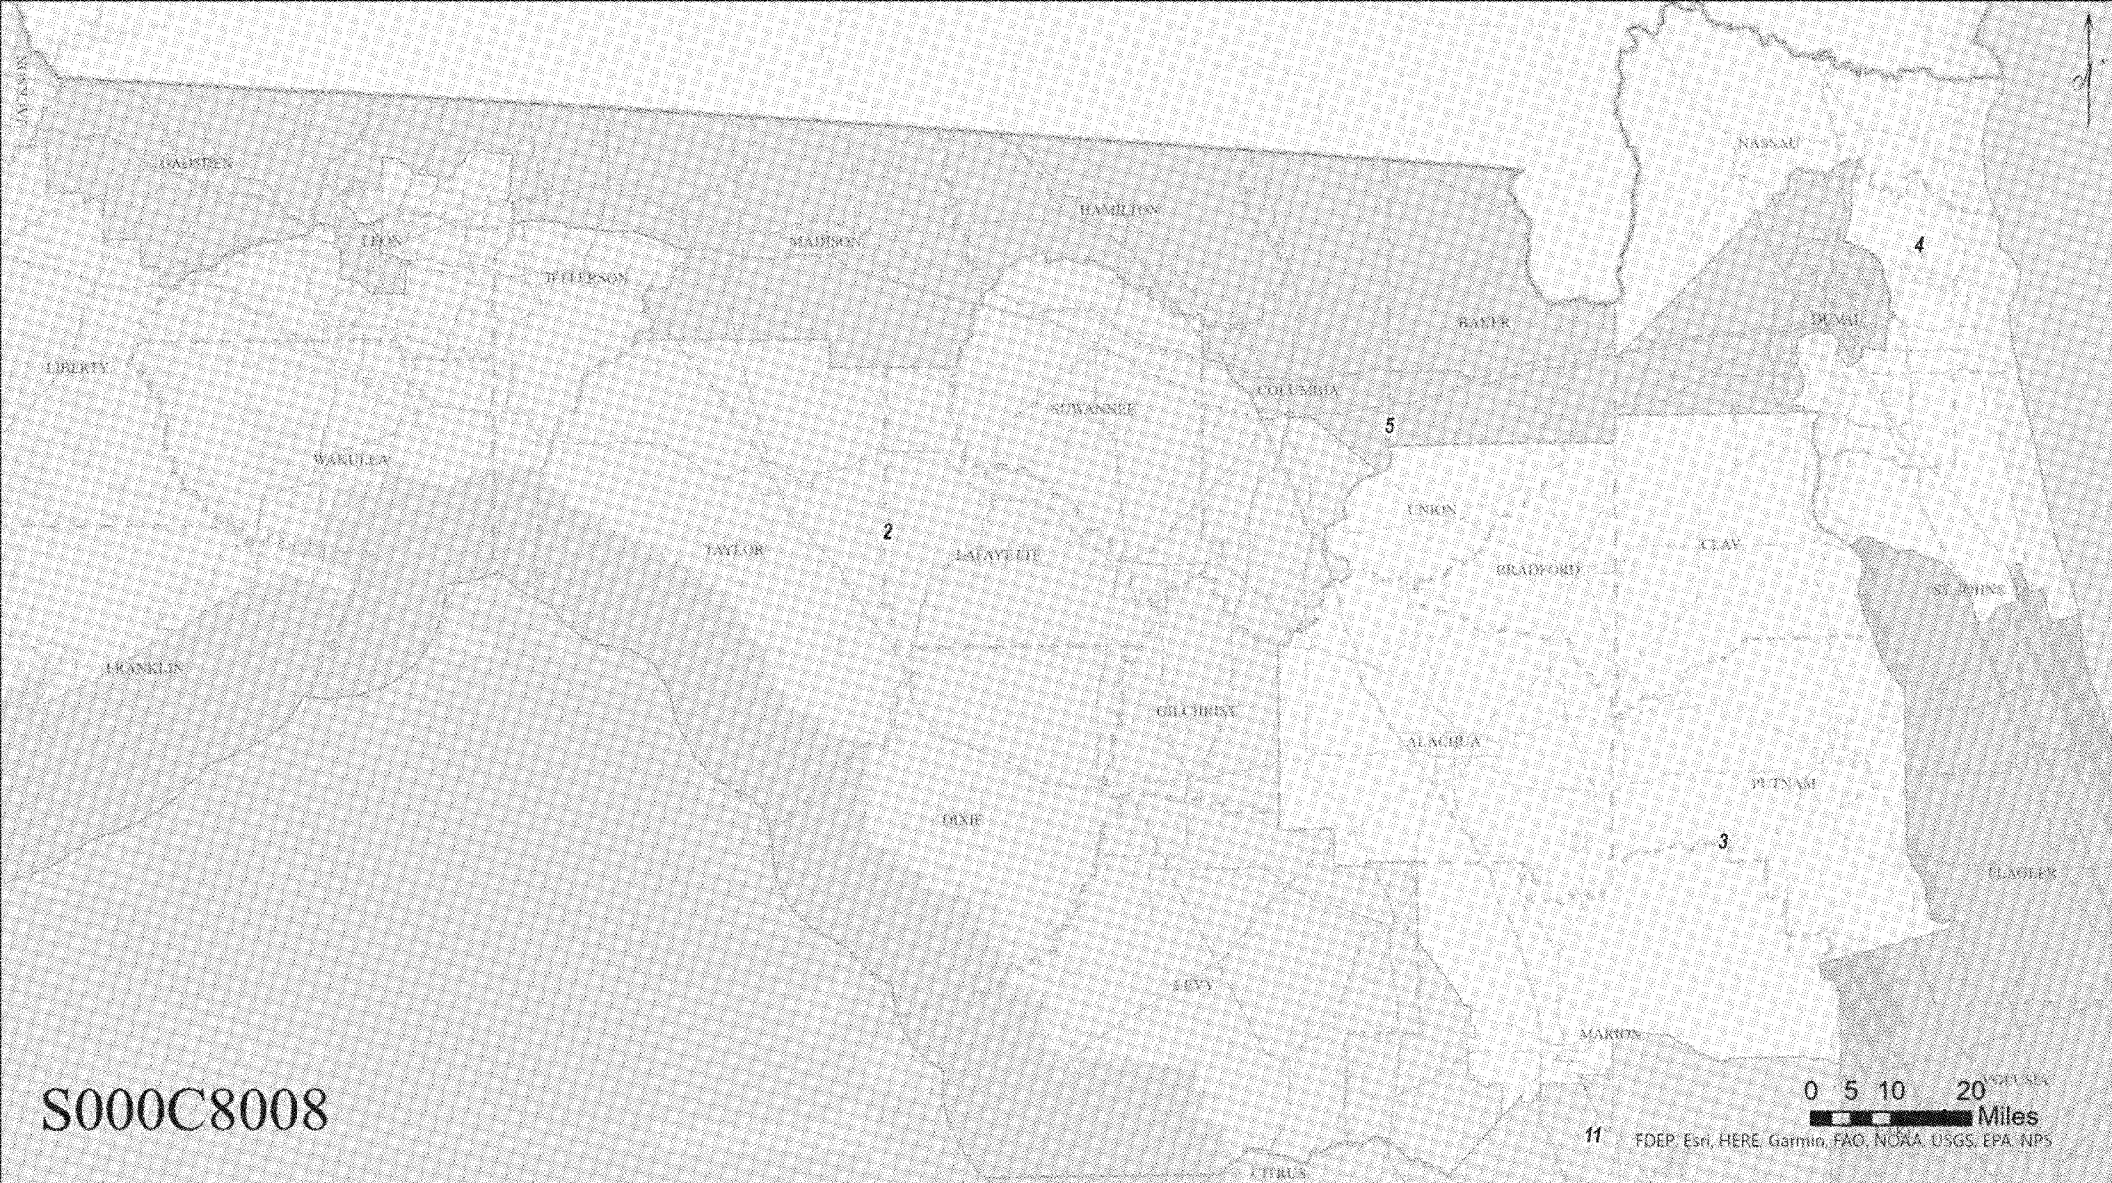 JACKSON
GADSDEN
NASSAU
HAMILTON
LEON
MADISON
4
JEFFERSON
BAKER
DUVAL
LIBERTY
COLUMBIA
SUWANNEE
5
WAKULLA
UNION
2
TAYLOR
LAFAYETTE
CLAY
BRADFORD
ST. JOHNS
FRANKLIN
GILCHRIST
ALACHUA
PUTNAM
DIXIE
3
FLAGLER
LEVY
MARION
VOLUSIA
0 5 10 20
Miles
S000C8008
11
FDEP, Esri, HERE, Garmin, FAO, NOAA, USGS, EPA, NPS
CITRUS